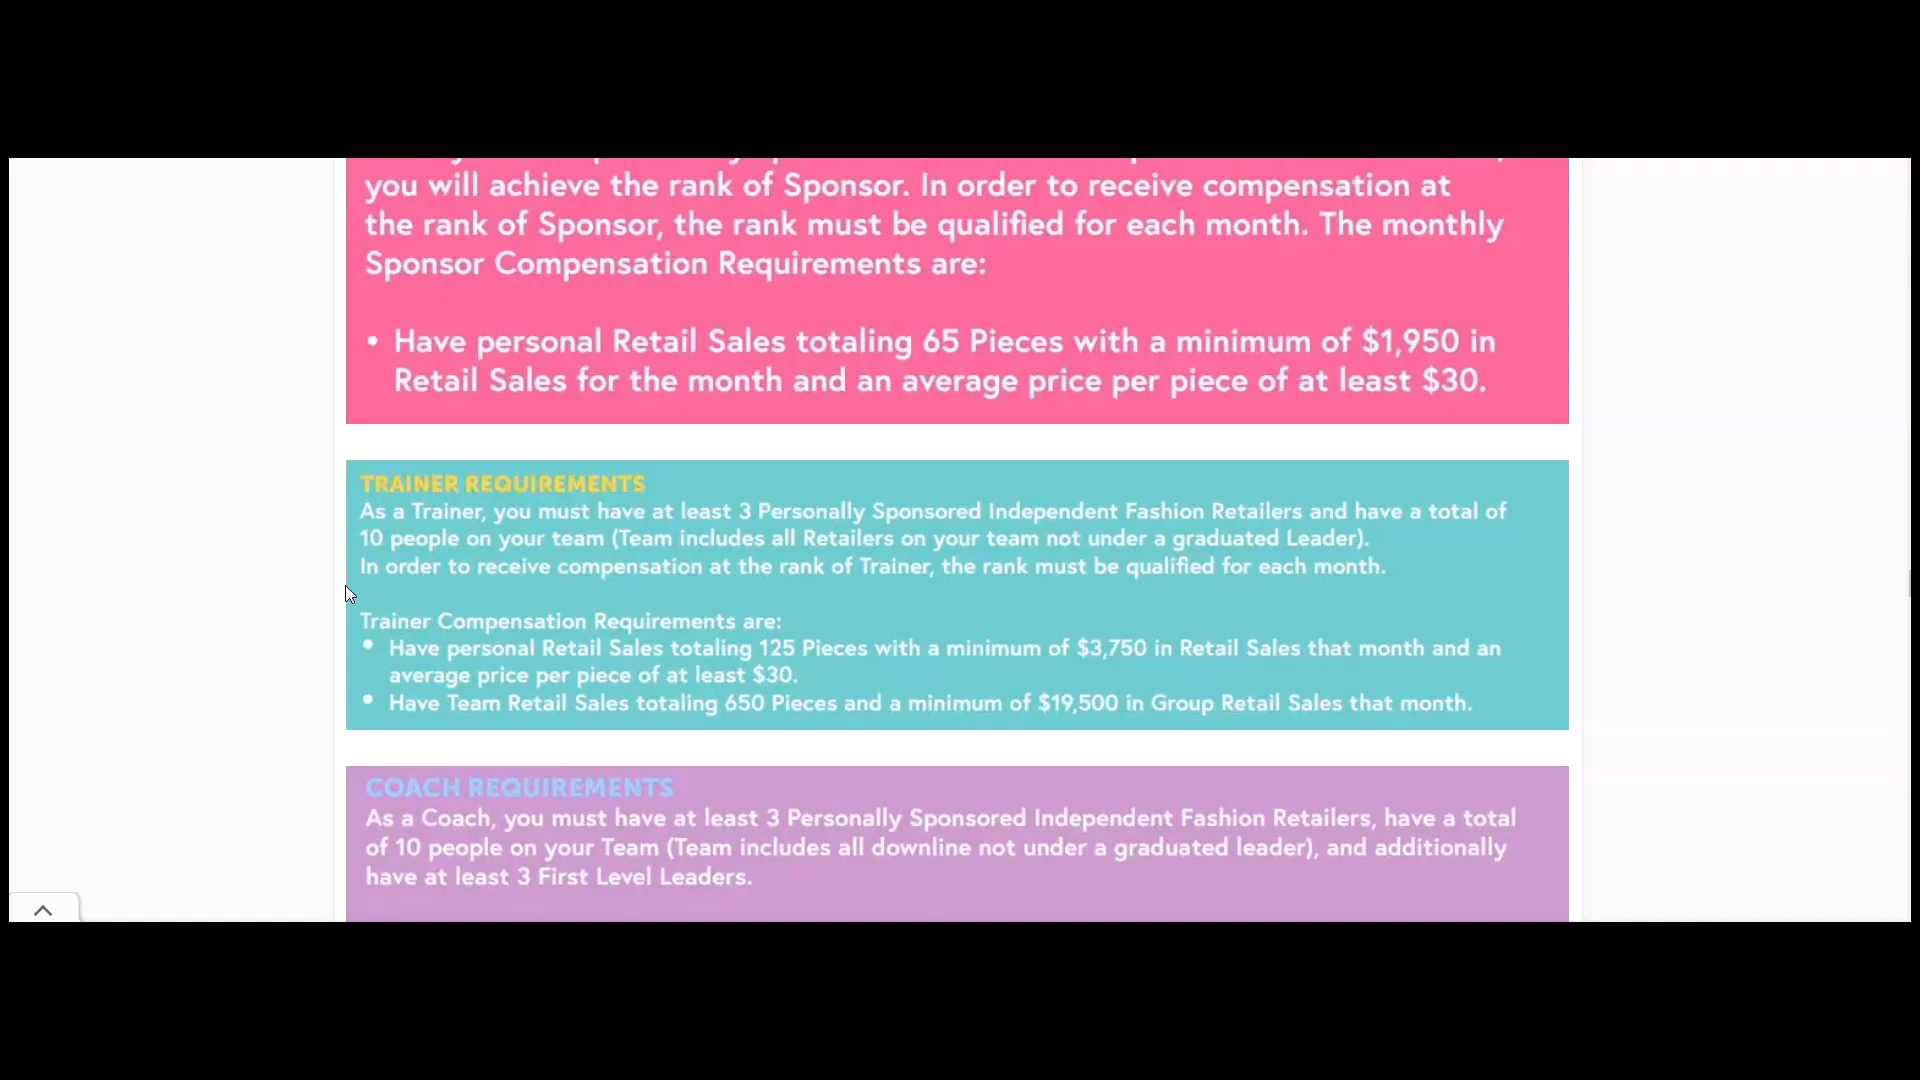 you will achieve the rank of Sponsor. In order to receive compensation at
the rank of Sponsor, the rank must be qualified for each month. The monthly
Sponsor Compensation Requirements are:
• Have personal Retail Sales totaling 65 Pieces with a minimum of $1,950 in
Retail Sales for the month and an average price per piece of at least $30.
TRAINER REQUIREMENTS
As a Trainer, you must have at least 3 Personally Sponsored Independent Fashion Retailers and have a total of
10 people on your team (Team includes all Retailers on your team not under a graduated Leader).
In order to receive compensation at the rank of Trainer, the rank must be qualified for each month.
Trainer Compensation Requirements are:
• Have personal Retail Sales totaling 125 Pieces with a minimum of $3,750 in Retail Sales that month and an
average price per piece of at least $30.
• Have Team Retail Sales totaling 650 Pieces and a minimum of $19,500 in Group Retail Sales that month.
COACH REQUIREMENTS
As a Coach, you must have at least 3 Personally Sponsored Independent Fashion Retailers, have a total
of 10 people on your Team (Team includes all downline not under a graduated leader), and additionally
have at least 3 First Level Leaders.